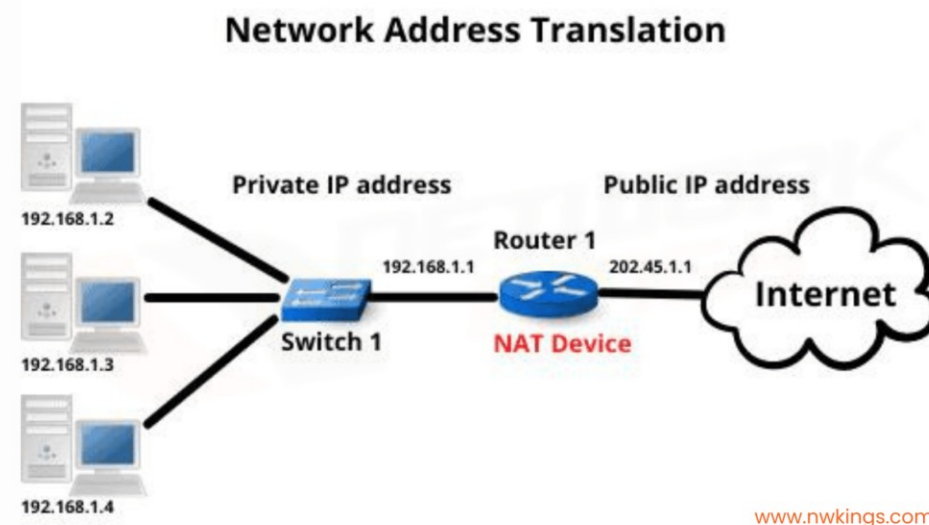 Network Address Translation
Private IP address
Public IP address
192.168.1.2
Router 1
192.168.1.1
202.45.1.1
Internet
Switch 1
NAT Device
192.168.1.3
192.168.1.4
www.nwkings.com